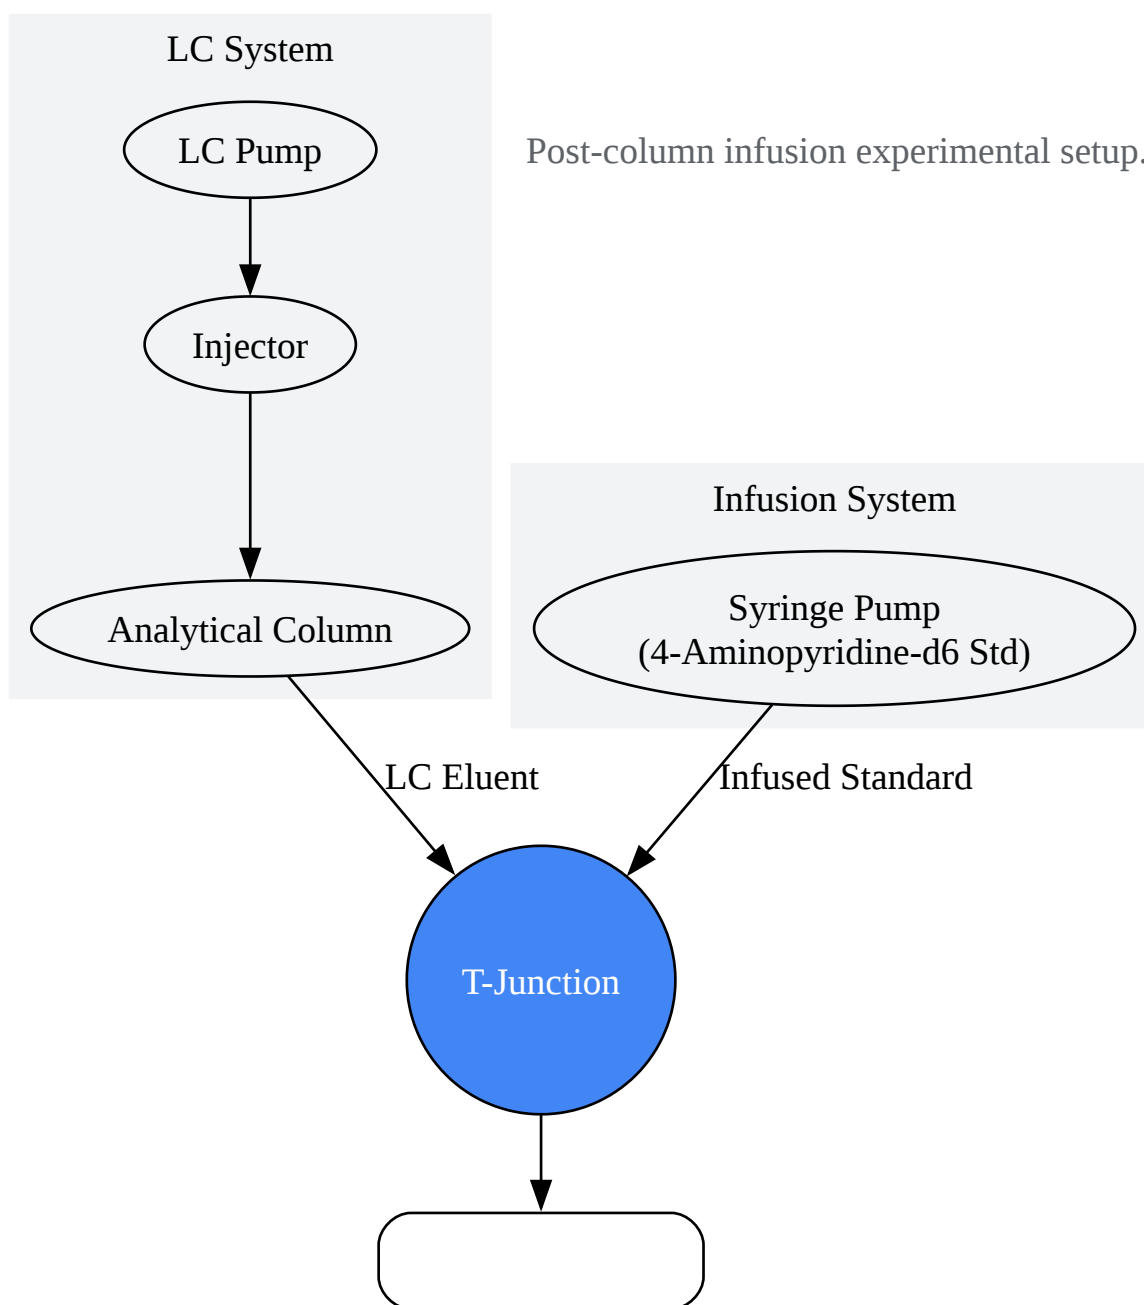 LC System
LC Pump
Post-column infusion experimental setup.
Injector
Infusion System
Analytical Column
Syringe Pump
(4-Aminopyridine-d6 Std)
LC Eluent
Infused Standard
T-Junction